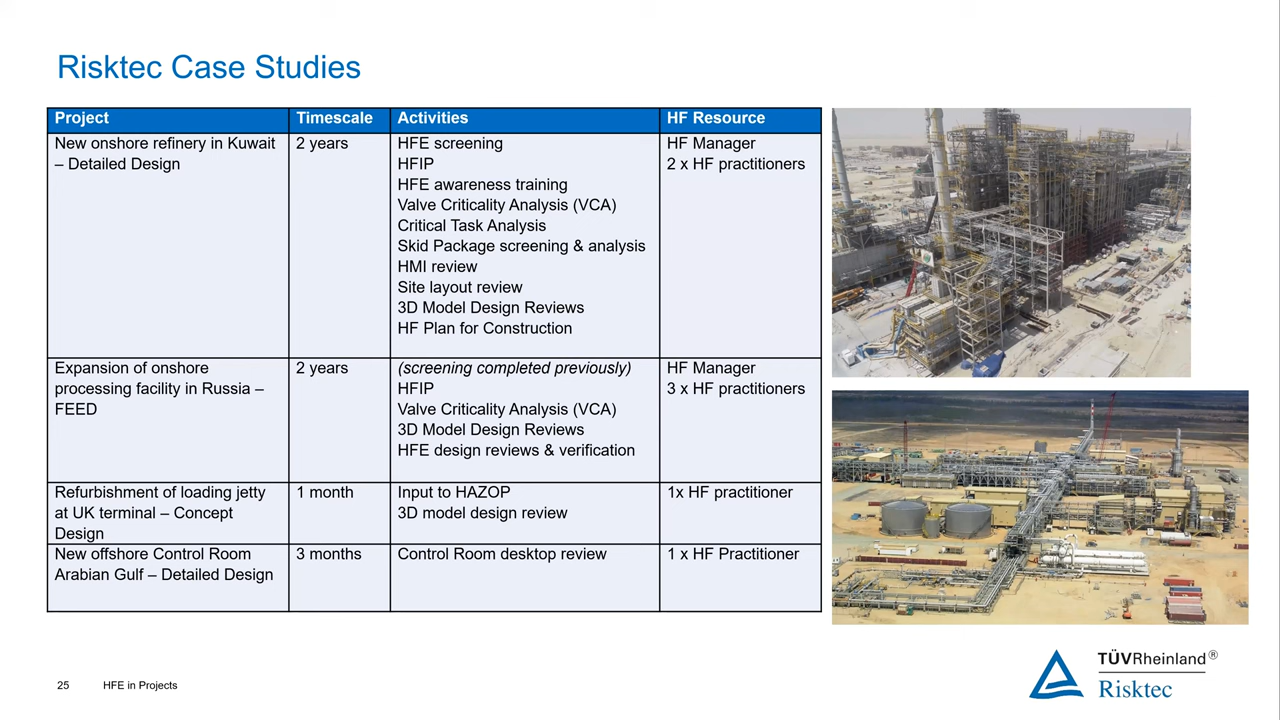 Risktec Case Studies
Project Timescale Activities HF Resource
New onshore refinery in Kuwait
– Detailed Design
2 years
HFE screening
HFIP
HFE awareness training
Valve Criticality Analysis (VCA)
Critical Task Analysis
Skid Package screening & analysis
HMI review
Site layout review
3D Model Design Reviews
HF Plan for Construction
HF Manager
2 x HF practitioners
Expansion of onshore
processing facility in Russia –
FEED
2 years
(screening completed previously)
HFIP
Valve Criticality Analysis (VCA)
3D Model Design Reviews
HFE design reviews & verification
HF Manager
3 x HF practitioners
Refurbishment of loading jetty
at UK terminal – Concept
Design
1 month
Input to HAZOP
3D model design review
1x HF practitioner
New offshore Control Room
Arabian Gulf – Detailed Design
3 months
Control Room desktop review
1 x HF Practitioner
25 HFE in Projects
TÜVRheinland®
Risktec